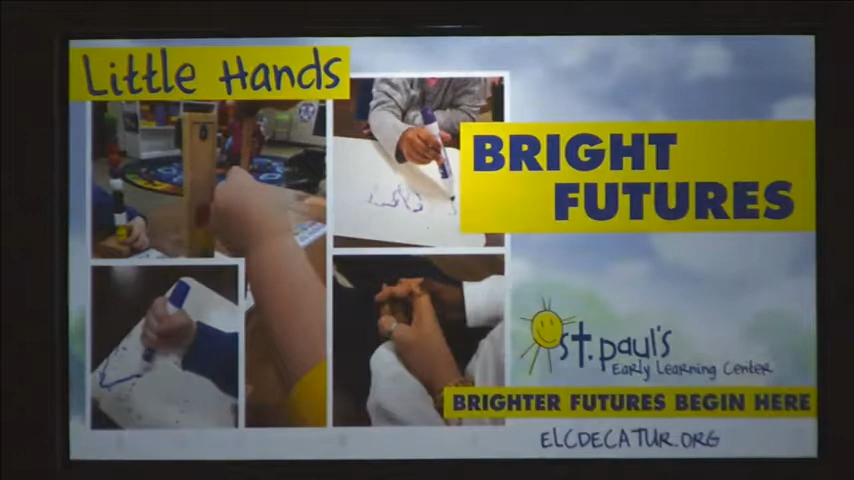 Little Hands
BRIGHT
FUTURES
st. paul's
Early Learning Center
BRIGHTER FUTURES BEGIN HERE
ELCDECATUR.ORG